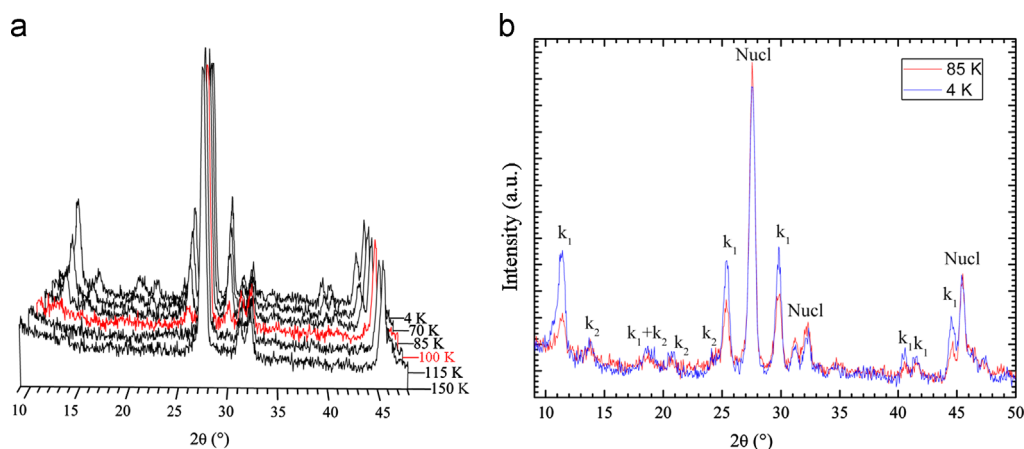 a
4 K
70 K
85 K
100 K
115 K
150 K
10 15 20 25 30 35 40 45
2θ (°)
b
Nucl
85 K
4 K
k1 k1 k1 Nucl
Nucl k1
k2 k1+k2 k2 k2 k1 k1
Intensity (a.u.)
10 15 20 25 30 35 40 45 50
2θ (°)